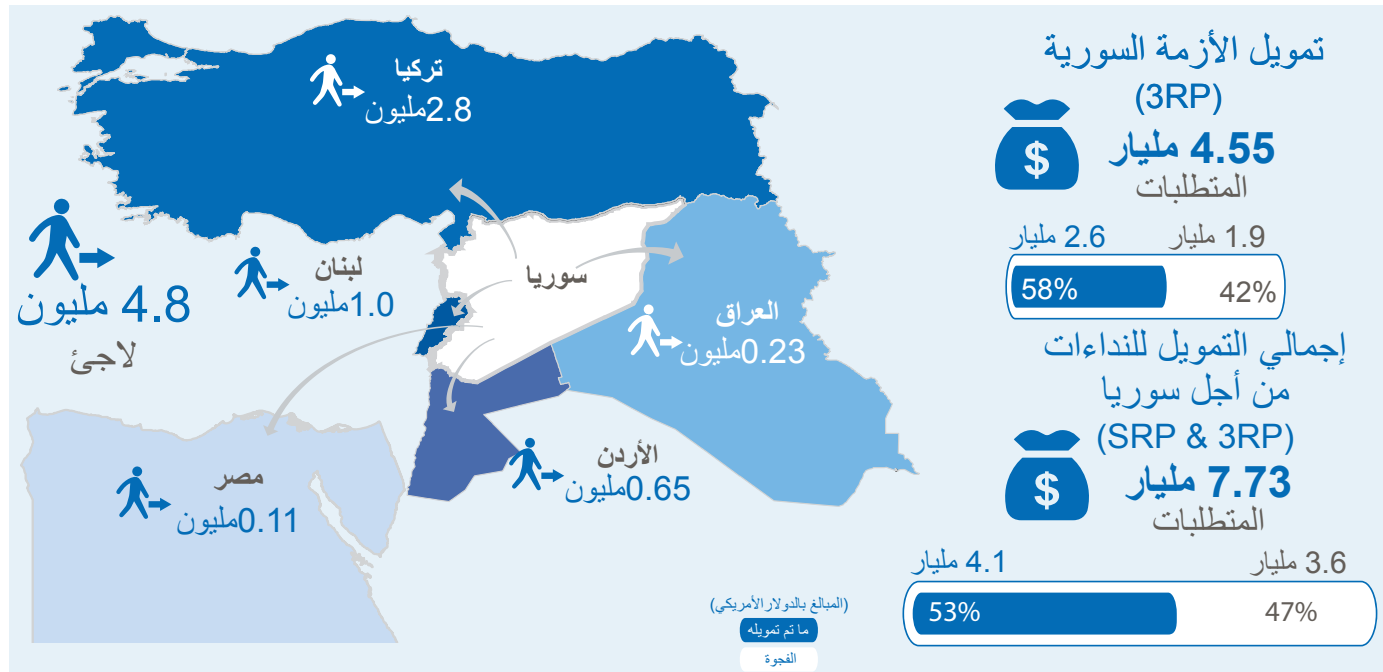 تمويل الأزمة السورية
(3RP)
4.55 مليار
المتطلبات
1.9 مليار
2.6 مليار
42%
58%
إجمالي التمويل للنداءات
من أجل سوريا
(SRP & 3RP)
7.73 مليار
المتطلبات
3.6 مليار
4.1 مليار
47%
53%
تركيا
2.8مليون
سوريا
العراق
0.23مليون
لبنان
1.0مليون
4.8 مليون
لاجئ
الأردن
0.65مليون
مصر
0.11مليون
(المبالغ بالدولار الأمريكي)
ما تم تمويله
الفجوة
$
$